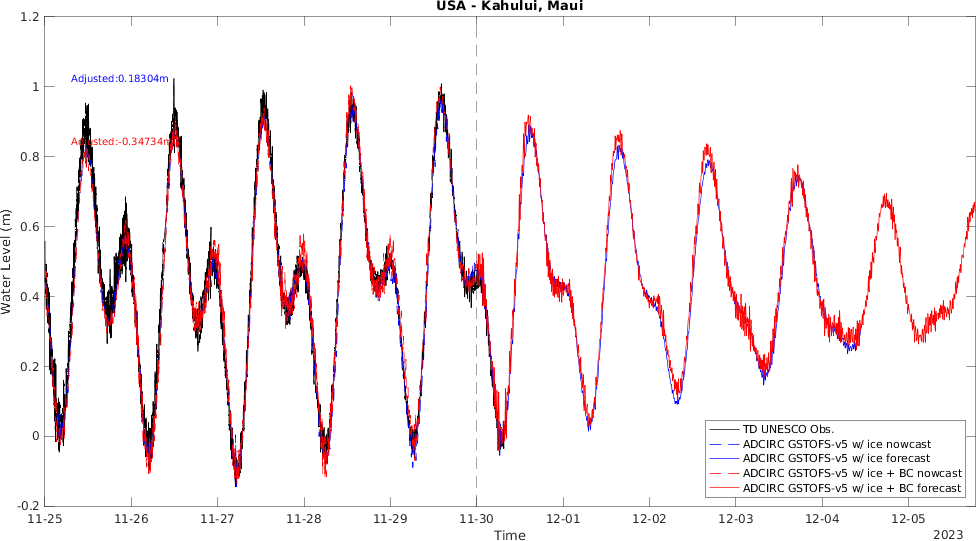 USA - Kahului, Maui
1.2
1
0.8
0.6
0.4
0.2
0
-0.2
Water Level (m)
Adjusted:0.18304m
Adjusted:-0.34734m
TD UNESCO Obs.
ADCIRC GSTOFS-v5 w/ ice nowcast
ADCIRC GSTOFS-v5 w/ ice forecast
ADCIRC GSTOFS-v5 w/ ice + BC nowcast
ADCIRC GSTOFS-v5 w/ ice + BC forecast
11-25 11-26 11-27 11-28 11-29 11-30 12-01 12-02 12-03 12-04 12-05
Time
2023